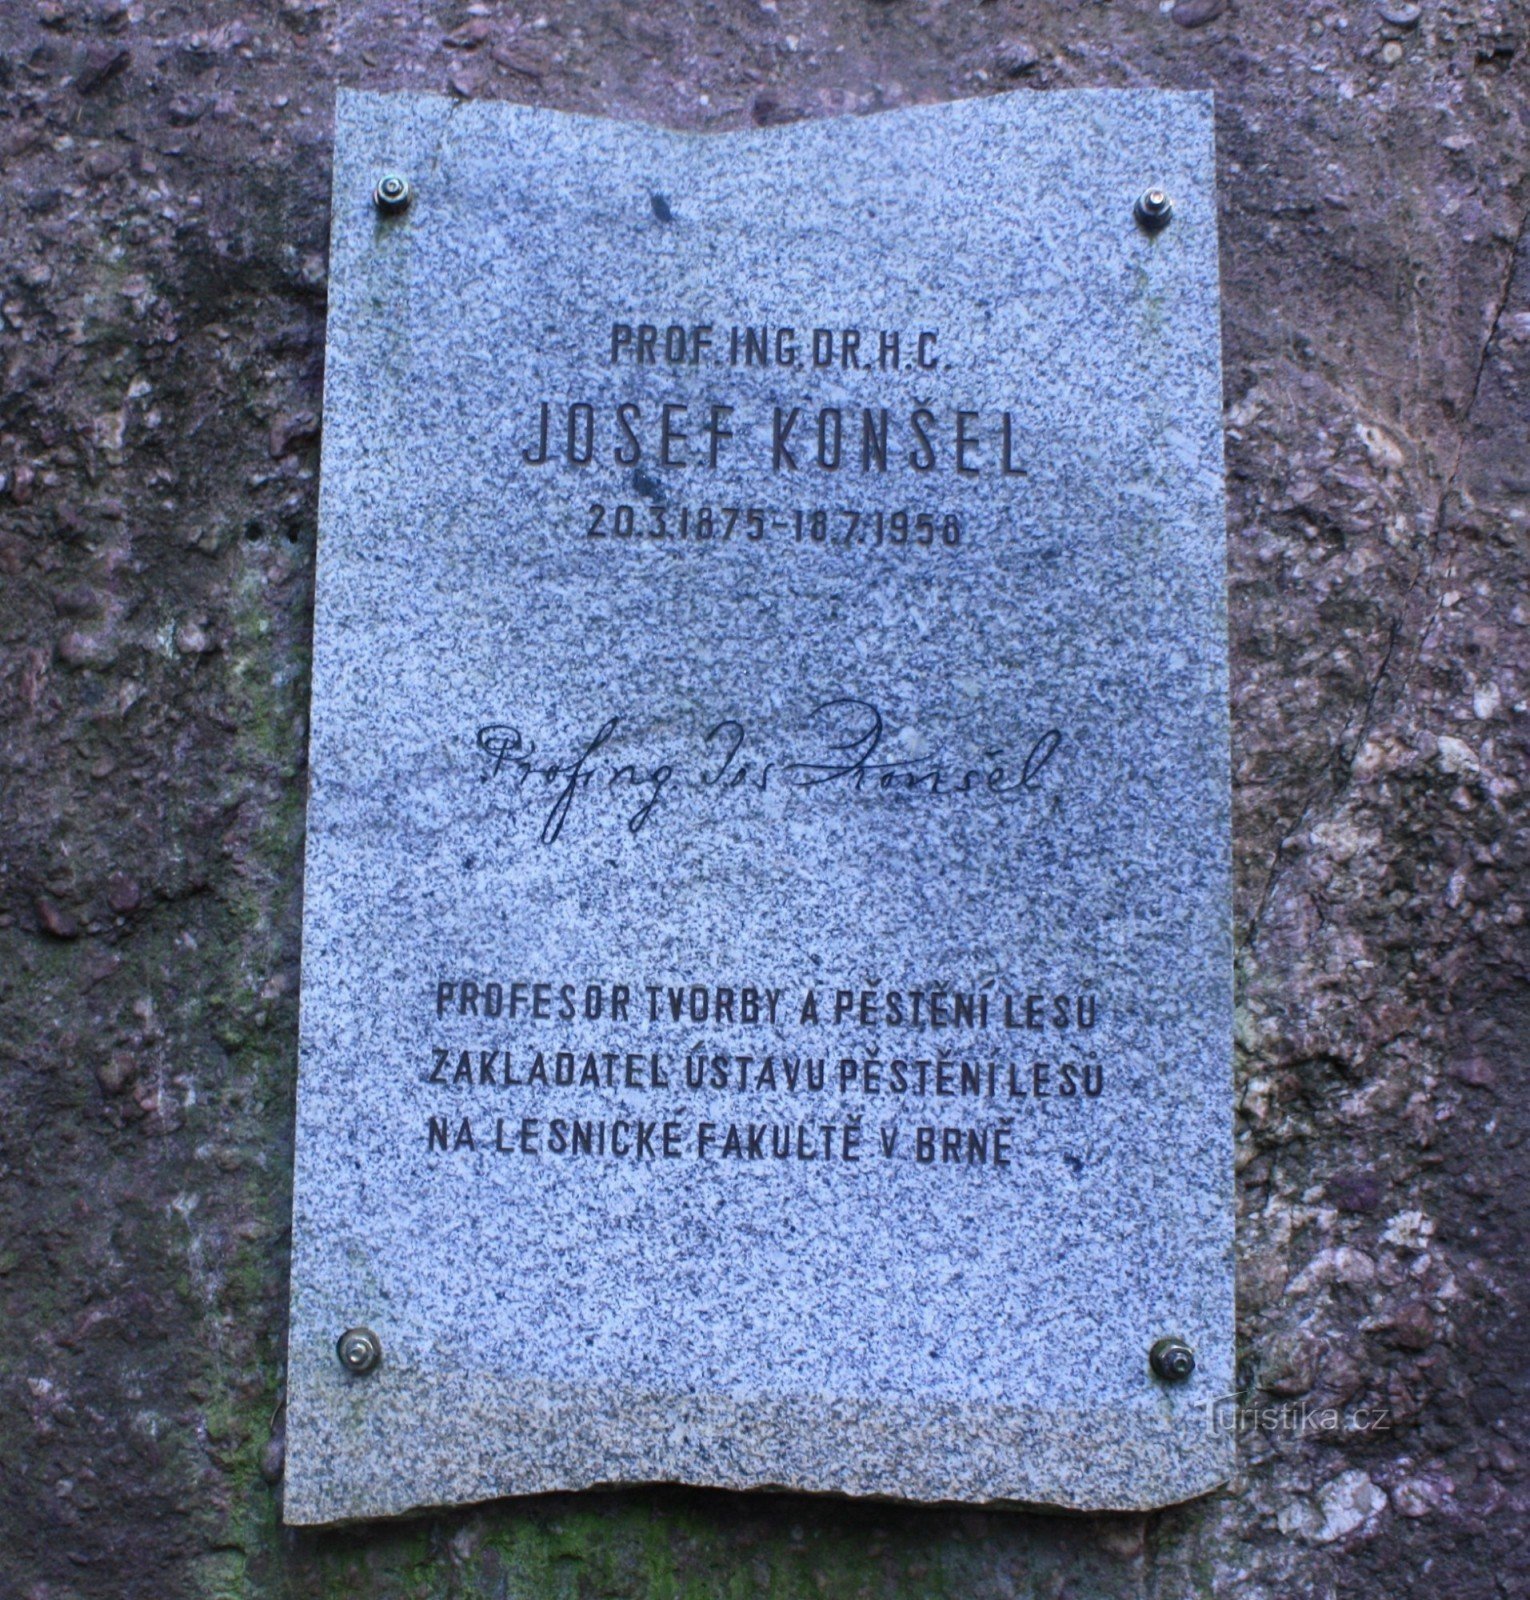 PROF. ING. DR. H. C.
JOSEF KONŠEL
20.3.1875-18.7.1958
Prof Ing Jos Konšel
PROFESOR TVORBY A PĚSTĚNÍ LESŮ
ZAKLADATEL ÚSTAVU PĚSTĚNÍ LESŮ
NA LESNICKÉ FAKULTĚ V BRNĚ
Turistika.cz